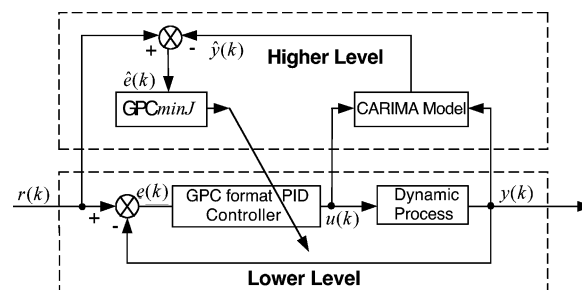 +
-
ŷ(k)
Higher Level
ê(k)
GPCminJ
CARIMA Model
r(k)
e(k)
GPC format PID
Controller
u(k)
Dynamic
Process
y(k)
+
-
Lower Level